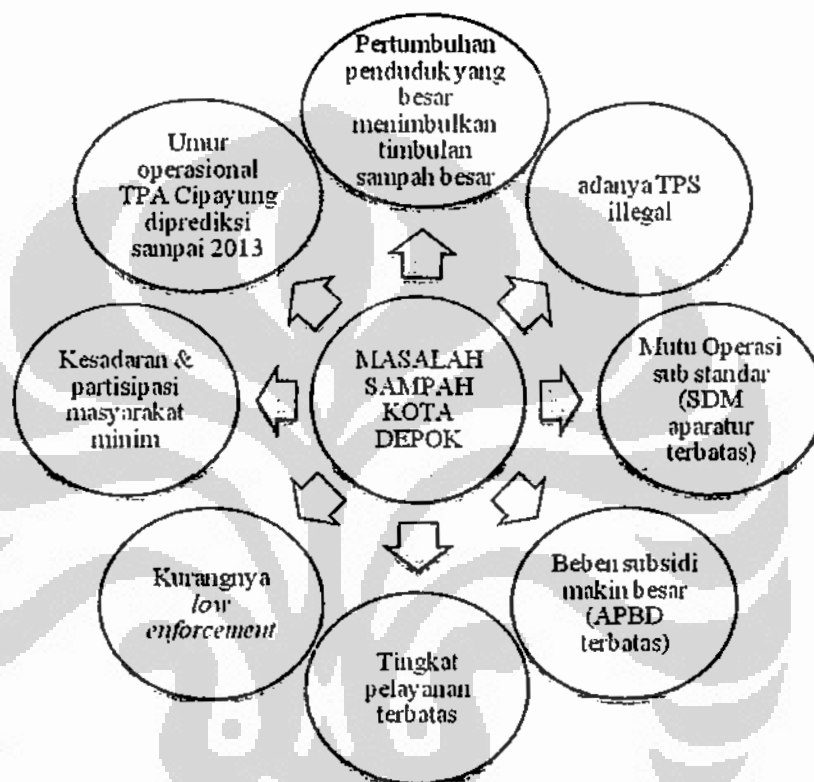 Pertumbuhan
penduduk yang
besar
menimbulkan
timbulan
sampah besar
adanya TPS
illegal
Mutu Operasi
sub standar
(SDM
aparatur
terbatas)
Beben subsidi
makin besar
(APBD
terbatas)
Tingkat
pelayanan
terbatas
Kurangnya
low
enforcement
Kesadaran &
partisipasi
masyarakat
minim
Umur
operasional
TPA Cipayung
diprediksi
sampai 2013
MASALAH
SAMPAH
KOTA
DEPOK